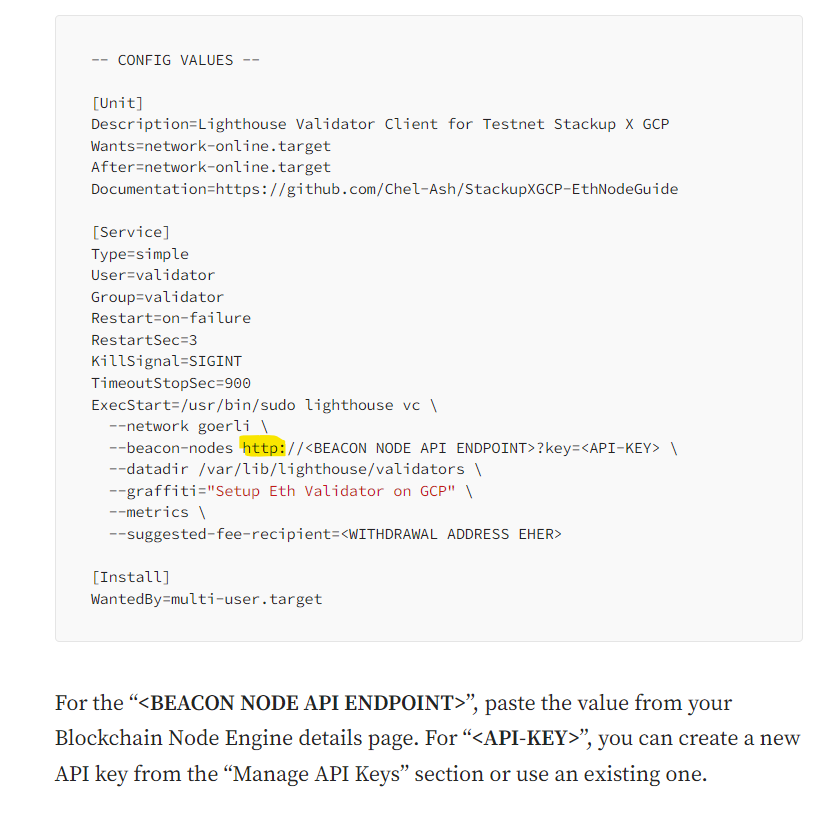 -- CONFIG VALUES --
[Unit]
Description=Lighthouse Validator Client for Testnet Stackup X GCP
Wants=network-online.target
After=network-online.target
Documentation=https://github.com/Chel-Ash/StackupXGCP-EthNodeGuide
[Service]
Type=simple
User=validator
Group=validator
Restart=on-failure
RestartSec=3
KillSignal=SIGINT
TimeoutStopSec=900
ExecStart=/usr/bin/sudo lighthouse vc \
--network goerli \
--beacon-nodes http://<BEACON NODE API ENDPOINT>?key=<API-KEY> \
--datadir /var/lib/lighthouse/validators \
--graffiti="Setup Eth Validator on GCP" \
--metrics \
--suggested-fee-recipient=<WITHDRAWAL ADDRESS EHER>
[Install]
WantedBy=multi-user.target
For the “<BEACON NODE API ENDPOINT>”, paste the value from your
Blockchain Node Engine details page. For “<API-KEY>”, you can create a new
API key from the “Manage API Keys” section or use an existing one.